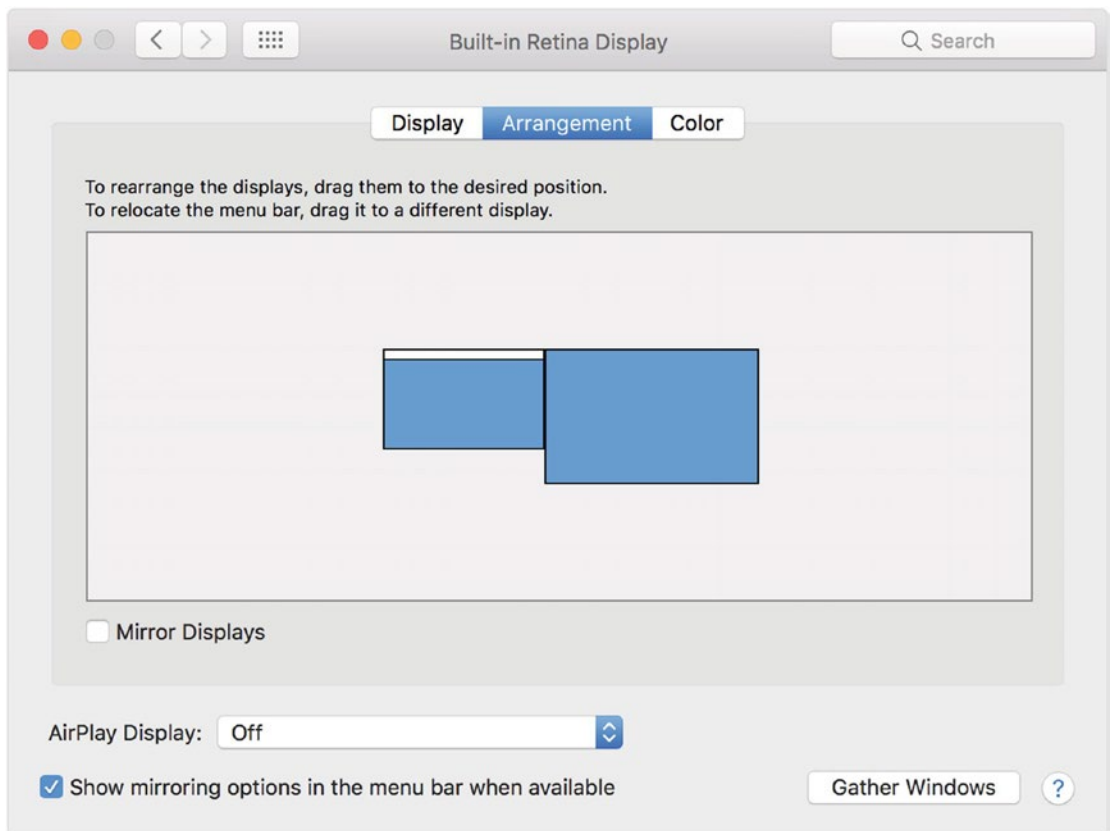 Built-in Retina Display
Search
Display Arrangement Color
To rearrange the displays, drag them to the desired position.
To relocate the menu bar, drag it to a different display.
Mirror Displays
AirPlay Display: Off
Show mirroring options in the menu bar when available
Gather Windows ?